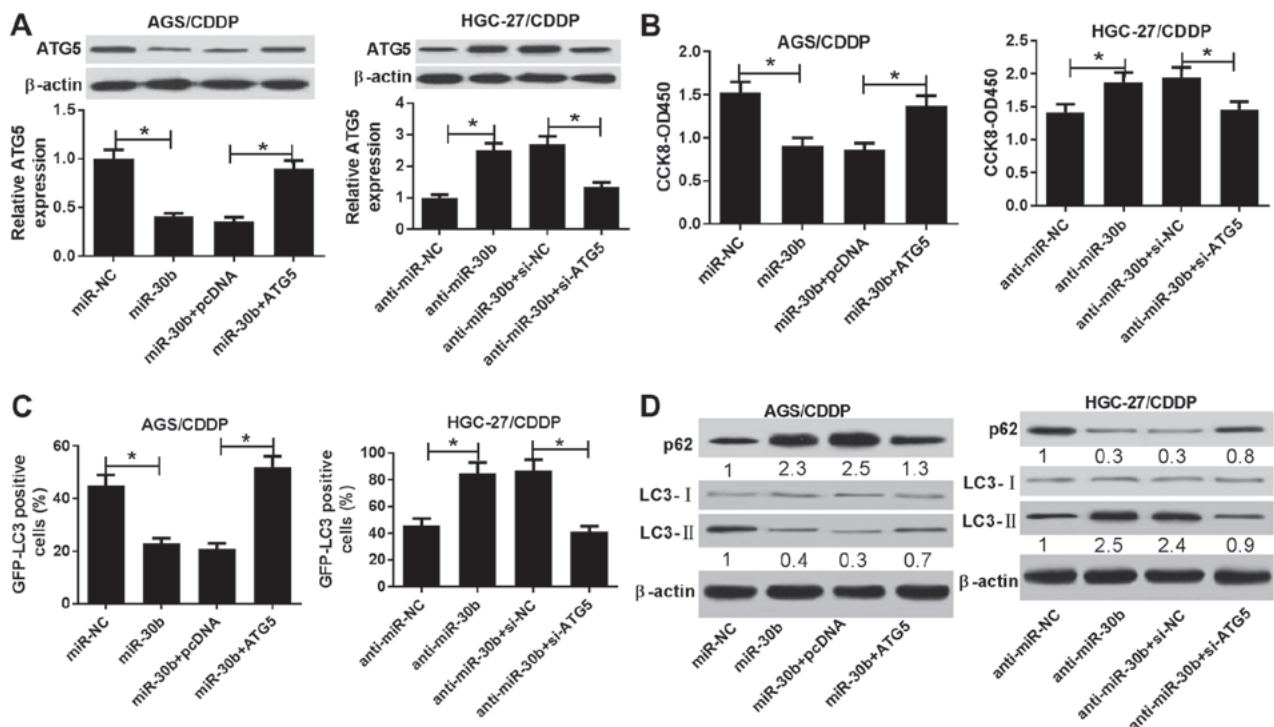 A
AGS/CDDP
ATG5
β-actin
Relative ATG5 expression
1.5
1.0
0.5
0.0
*
*
miR-NC
miR-30b
miR-30b+pcDNA
miR-30b+ATG5
HGC-27/CDDP
ATG5
β-actin
Relative ATG5
expression
4
3
2
1
0
*
*
anti-miR-NC
anti-miR-30b
anti-miR-30b+si-NC
anti-miR-30b+si-ATG5
B
AGS/CDDP
CCK8-OD450
2.0
1.5
1.0
0.5
0.0
*
*
miR-NC
miR-30b
miR-30b+pcDNA
miR-30b+ATG5
HGC-27/CDDP
CCK8-OD450
2.5
2.0
1.5
1.0
0.5
0.0
*
*
anti-miR-NC
anti-miR-30b
anti-miR-30b+si-NC
anti-miR-30b+si-ATG5
C
AGS/CDDP
GFP-LC3 positive
cells (%)
60
40
20
0
*
*
miR-NC
miR-30b
miR-30b+pcDNA
miR-30b+ATG5
HGC-27/CDDP
GFP-LC3 positive
cells (%)
100
80
60
40
20
0
*
*
anti-miR-NC
anti-miR-30b
anti-miR-30b+si-NC
anti-miR-30b+si-ATG5
D
AGS/CDDP
p62
1 2.3 2.5 1.3
LC3-Ⅰ
LC3-Ⅱ
1 0.4 0.3 0.7
β-actin
miR-NC
miR-30b
miR-30b+pcDNA
miR-30b+ATG5
HGC-27/CDDP
p62
1 0.3 0.3 0.8
LC3-Ⅰ
LC3-Ⅱ
1 2.5 2.4 0.9
β-actin
anti-miR-NC
anti-miR-30b
anti-miR-30b+si-NC
anti-miR-30b+si-ATG5